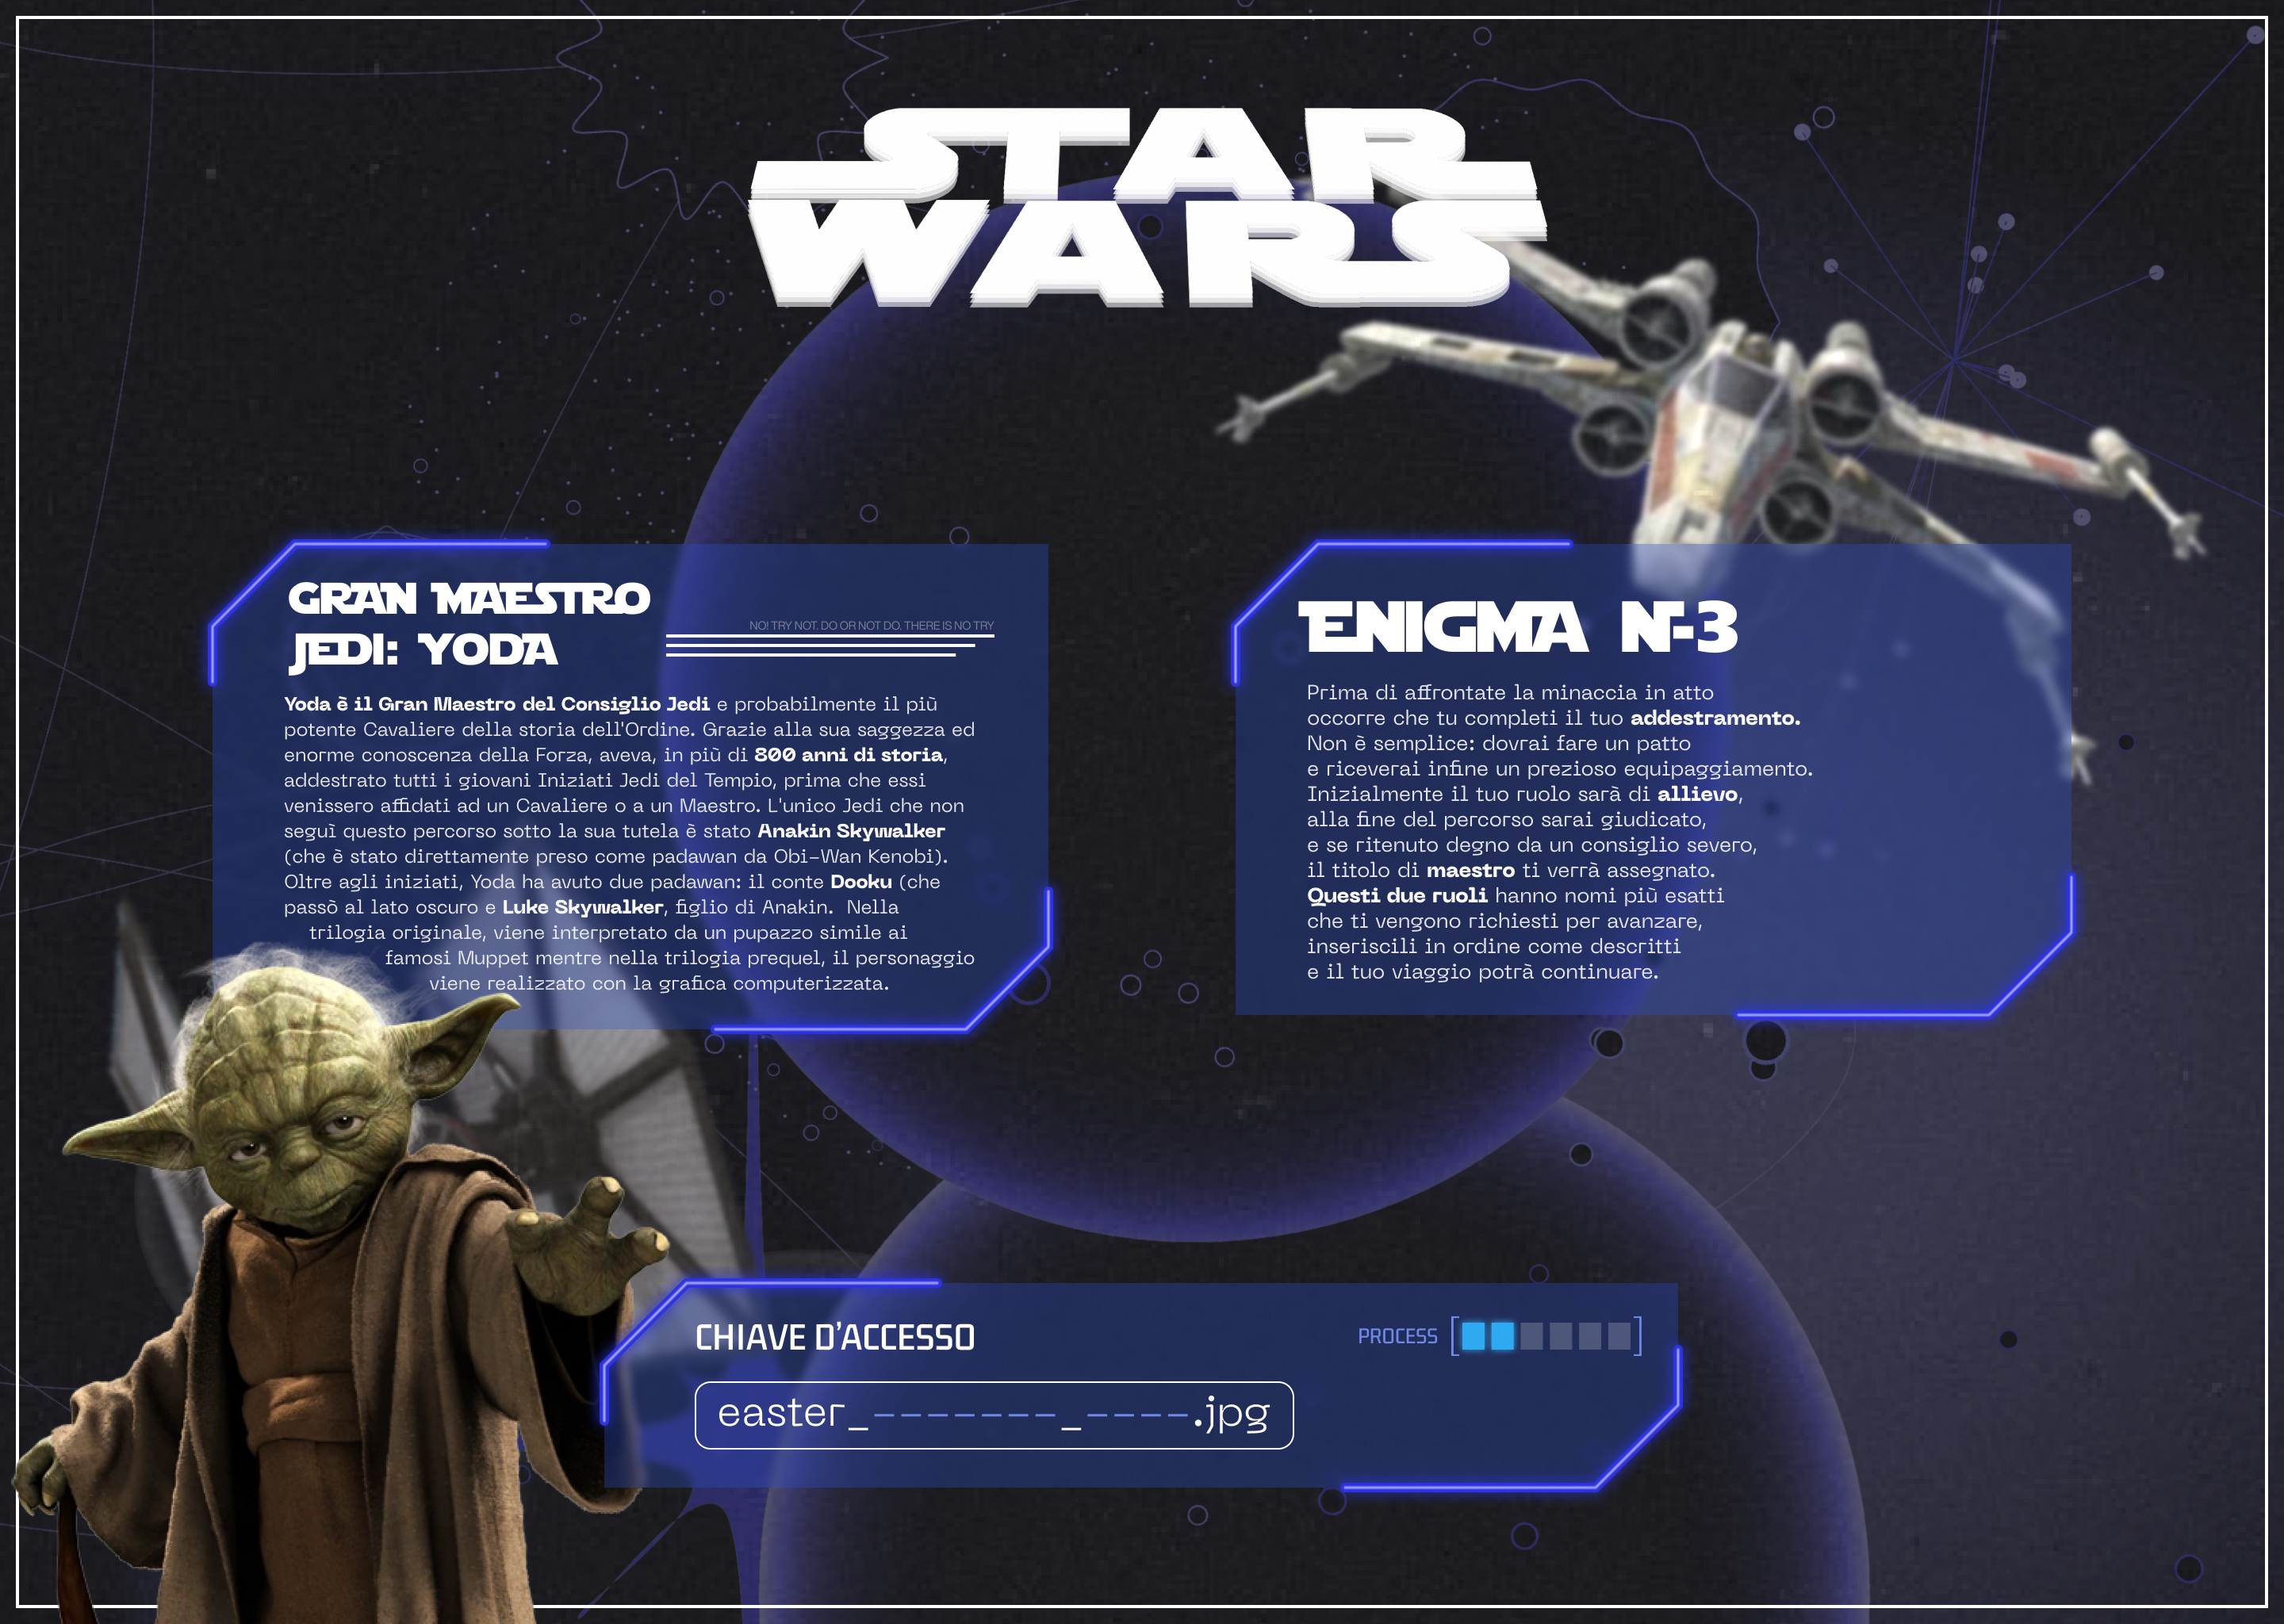 STAR
WARS
GRAN MAESTRO
JEDI: YODA
NO! TRY NOT. DO OR NOT DO. THERE IS NO TRY
Yoda è il Gran Maestro del Consiglio Jedi e probabilmente il più
potente Cavaliere della storia dell'Ordine. Grazie alla sua saggezza ed
enorme conoscenza della Forza, aveva, in più di 800 anni di storia,
addestrato tutti i giovani Iniziati Jedi del Tempio, prima che essi
venissero affidati ad un Cavaliere o a un Maestro. L'unico Jedi che non
seguì questo percorso sotto la sua tutela è stato Anakin Skywalker
(che è stato direttamente preso come padawan da Obi-Wan Kenobi).
Oltre agli iniziati, Yoda ha avuto due padawan: il conte Dooku (che
passò al lato oscuro e Luke Skywalker, figlio di Anakin. Nella
trilogia originale, viene interpretato da un pupazzo simile ai
famosi Muppet mentre nella trilogia prequel, il personaggio
viene realizzato con la grafica computerizzata.
ENIGMA N-3
Prima di affrontate la minaccia in atto
occorre che tu completi il tuo addestramento.
Non è semplice: dovrai fare un patto
e riceverai infine un prezioso equipaggiamento.
Inizialmente il tuo ruolo sarà di allievo,
alla fine del percorso sarai giudicato,
e se ritenuto degno da un consiglio severo,
il titolo di maestro ti verrà assegnato.
Questi due ruoli hanno nomi più esatti
che ti vengono richiesti per avanzare,
inseriscili in ordine come descritti
e il tuo viaggio potrà continuare.
CHIAVE D'ACCESSO
PROCESS [ ]
easter_-------_----.jpg